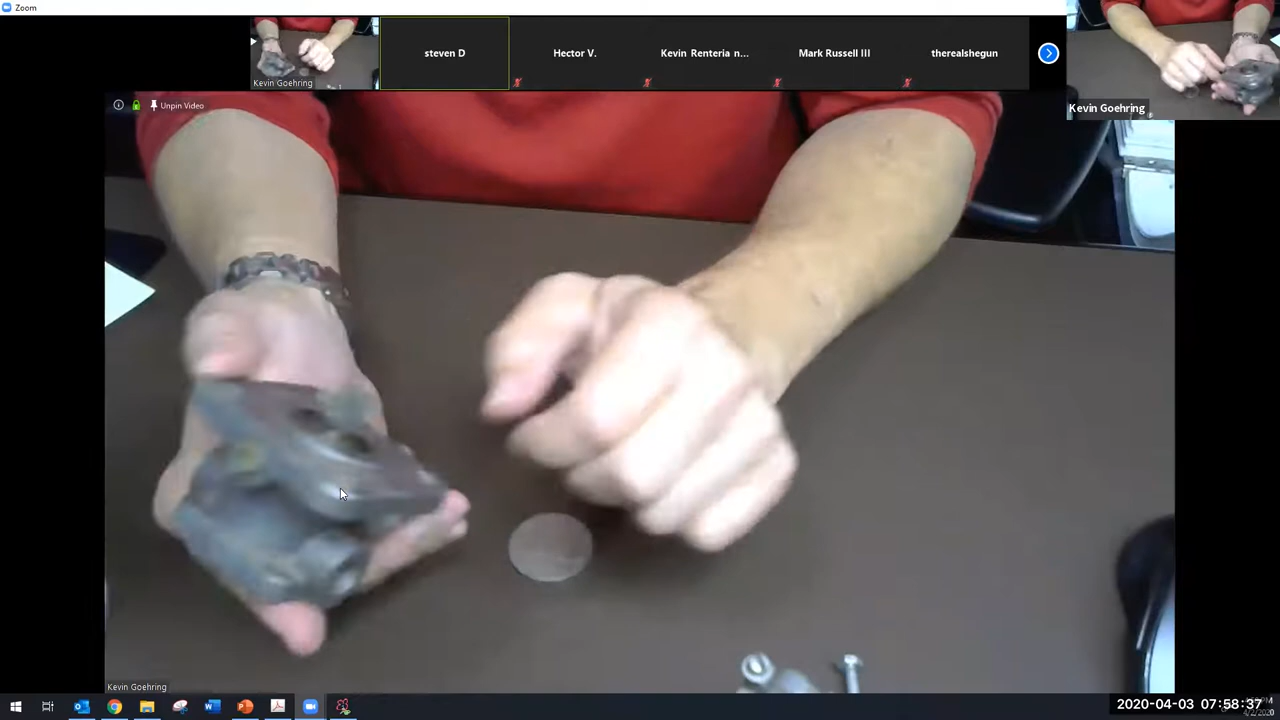 Zoom
Kevin Goehring
steven D
Hector V.
Kevin Renteria n...
Mark Russell III
therealshegun
Kevin Goehring
Unpin Video
Kevin Goehring
2020-04-03 07:58:37